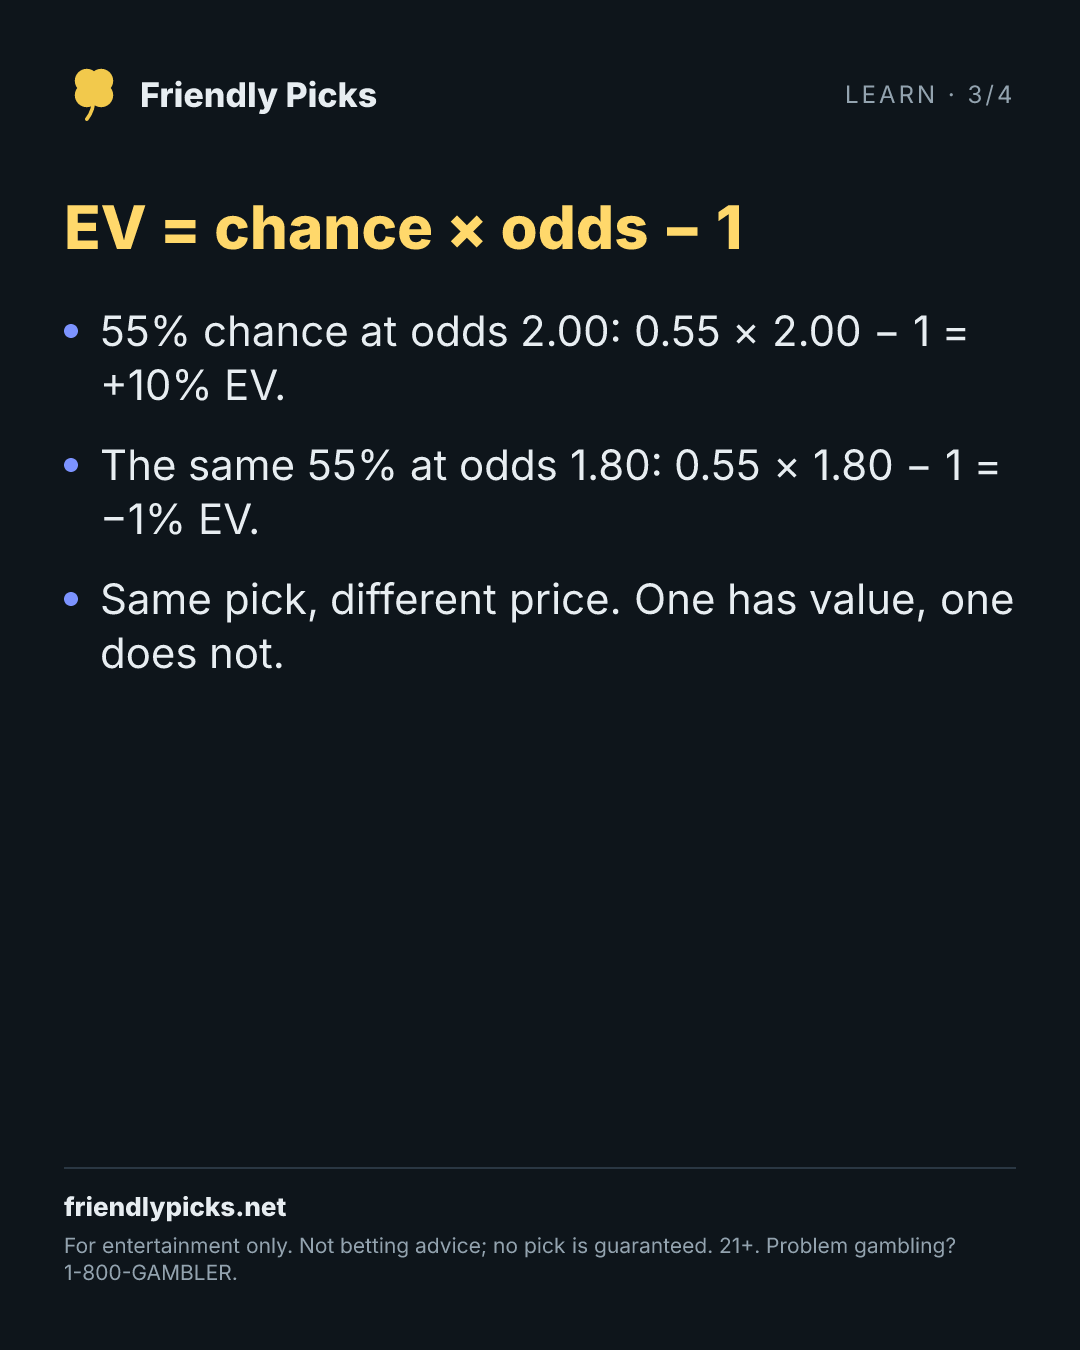 Friendly Picks
LEARN · 3/4
EV = chance × odds − 1
• 55% chance at odds 2.00: 0.55 × 2.00 − 1 =
+10% EV.
• The same 55% at odds 1.80: 0.55 × 1.80 − 1 =
−1% EV.
• Same pick, different price. One has value, one
does not.
friendlypicks.net
For entertainment only. Not betting advice; no pick is guaranteed. 21+. Problem gambling?
1-800-GAMBLER.